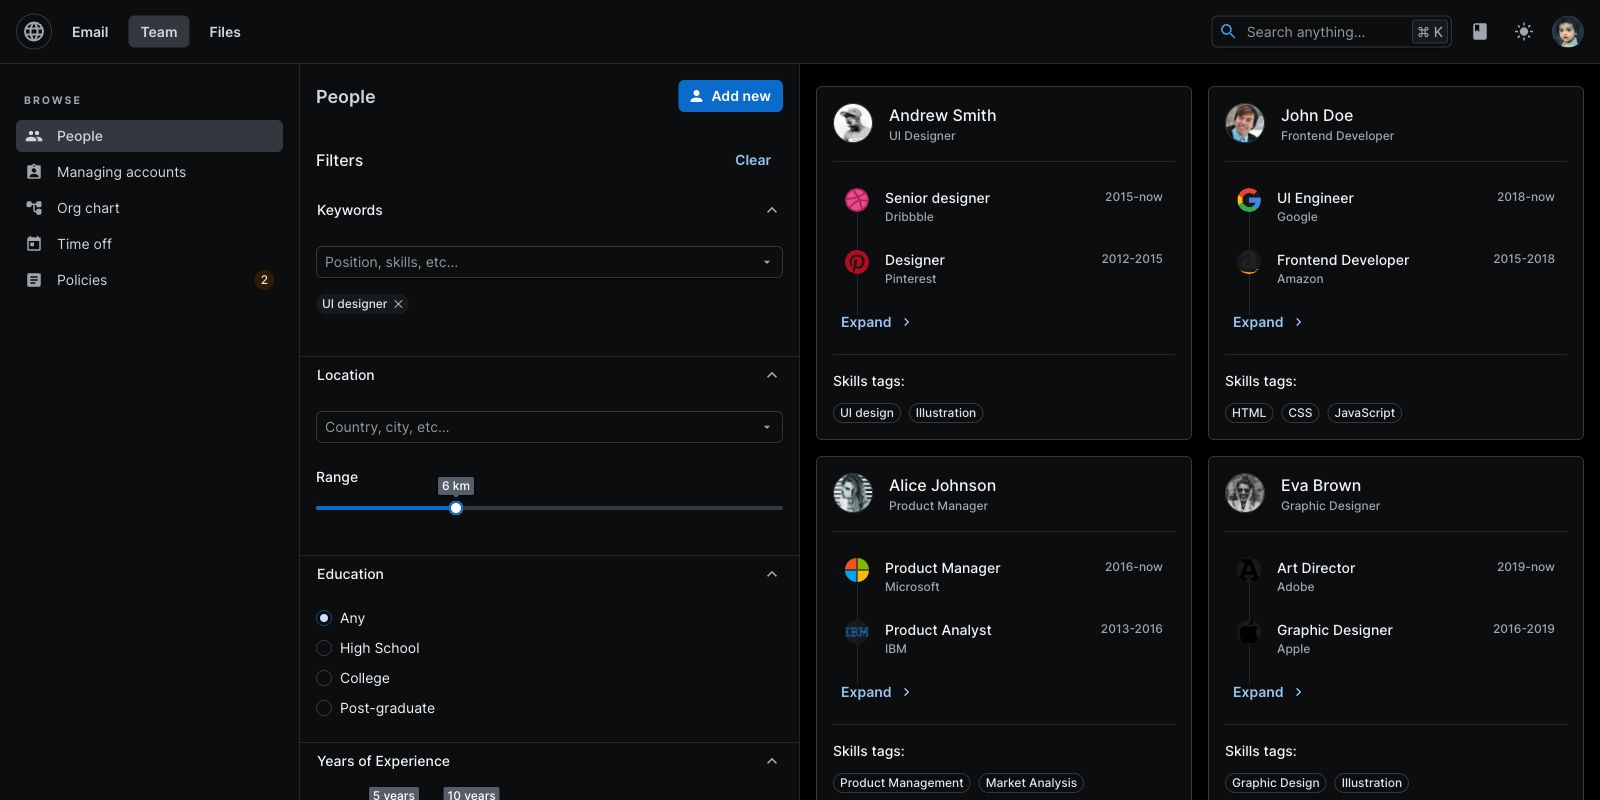 Email
Team
Files
Search anything...
⌘ K
BROWSE
People
Managing accounts
Org chart
Time off
Policies
2
People
Add new
Filters
Clear
Keywords
Position, skills, etc...
UI designer
Location
Country, city, etc...
Range
6 km
Education
Any
High School
College
Post-graduate
Years of Experience
5 years
10 years
Andrew Smith
UI Designer
Senior designer
2015-now
Dribbble
Designer
2012-2015
Pinterest
Expand
Skills tags:
UI design
Illustration
John Doe
Frontend Developer
UI Engineer
2018-now
Google
Frontend Developer
2015-2018
Amazon
Expand
Skills tags:
HTML
CSS
JavaScript
Alice Johnson
Product Manager
Product Manager
2016-now
Microsoft
IBM
Product Analyst
2013-2016
IBM
Expand
Skills tags:
Product Management
Market Analysis
Eva Brown
Graphic Designer
Art Director
2019-now
Adobe
Graphic Designer
2016-2019
Apple
Expand
Skills tags:
Graphic Design
Illustration